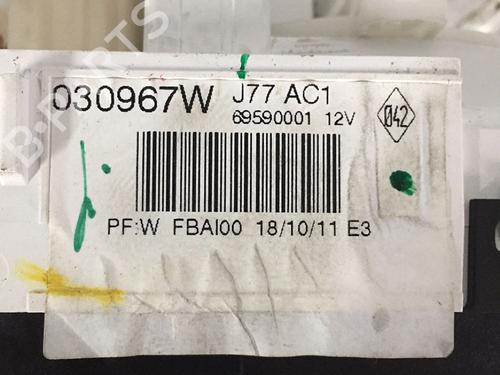 030967W J77 AC1
69590001 12V
042
PF:W FBAI00 18/10/11 E3
B-PARTS